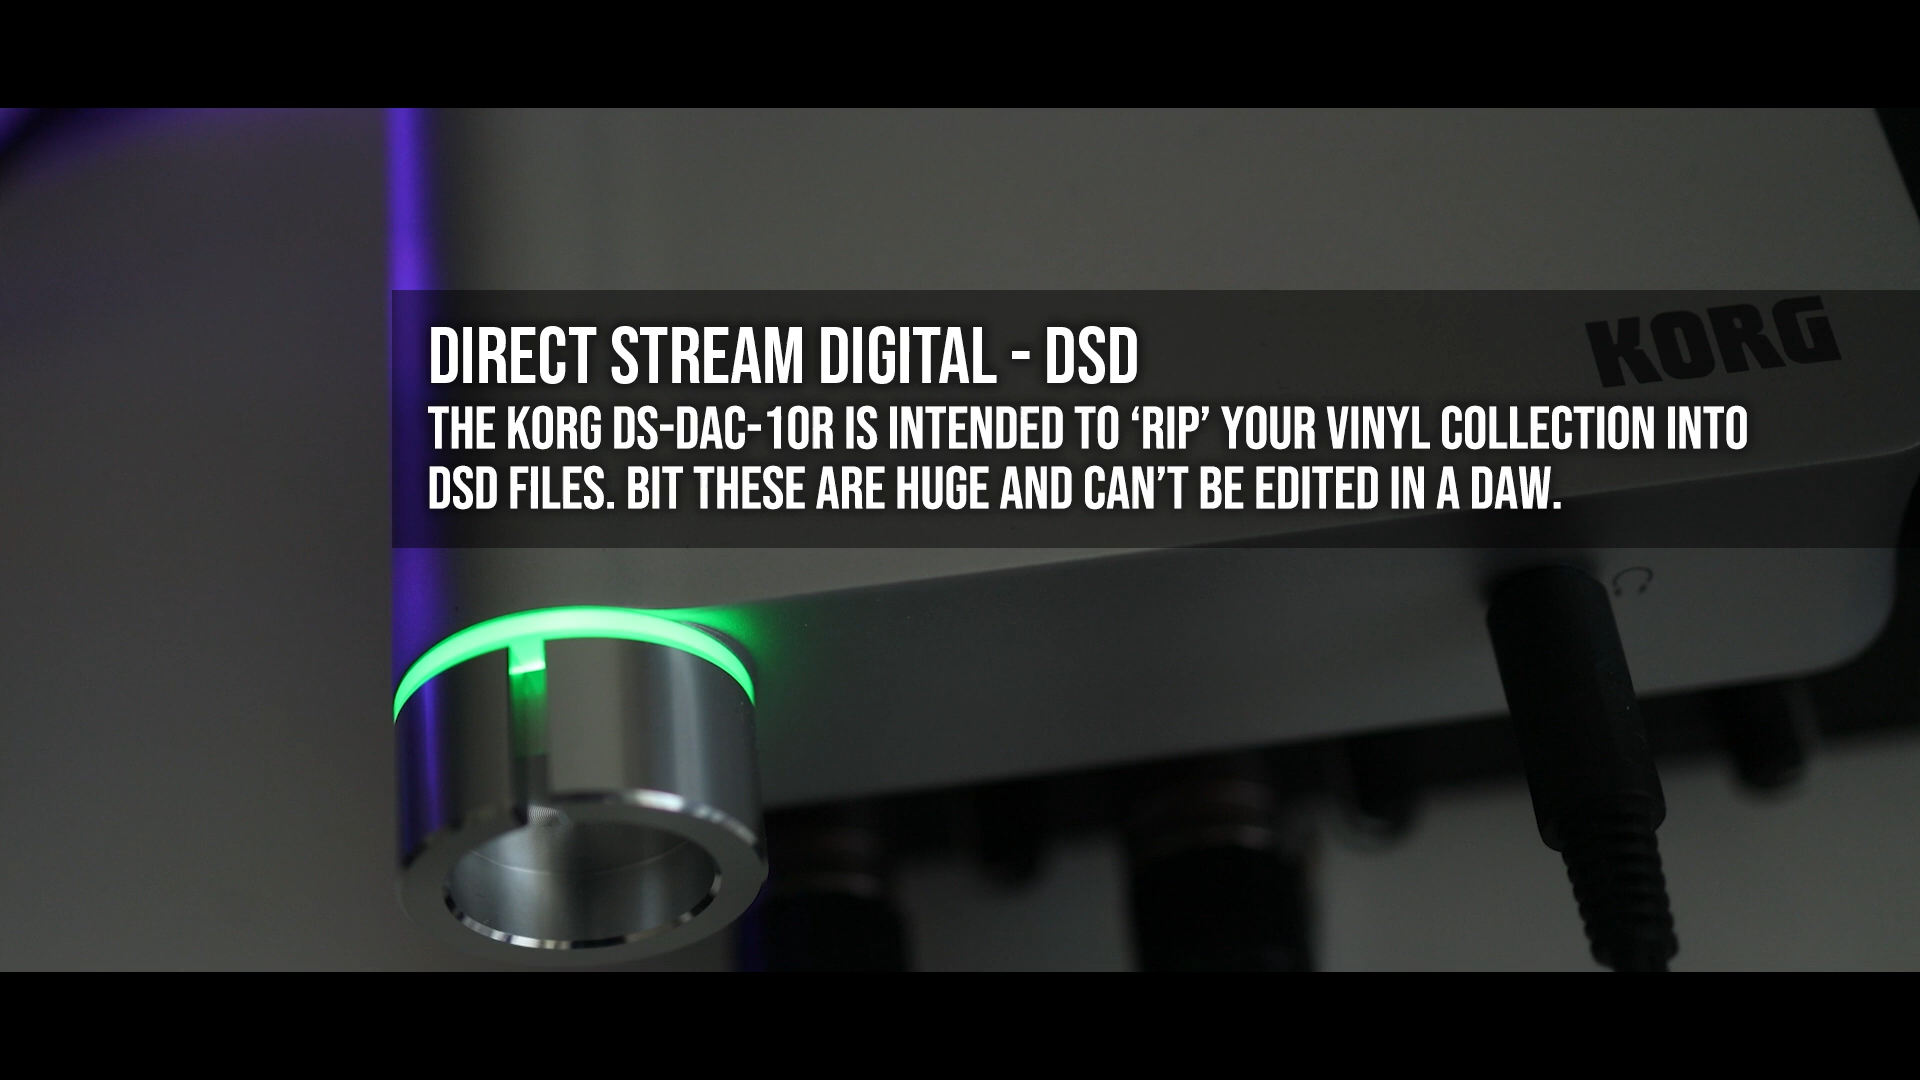 DIRECT STREAM DIGITAL - DSD
KORG
THE KORG DS-DAC-10R IS INTENDED TO ‘RIP’ YOUR VINYL COLLECTION INTO
DSD FILES. BIT THESE ARE HUGE AND CAN’T BE EDITED IN A DAW.